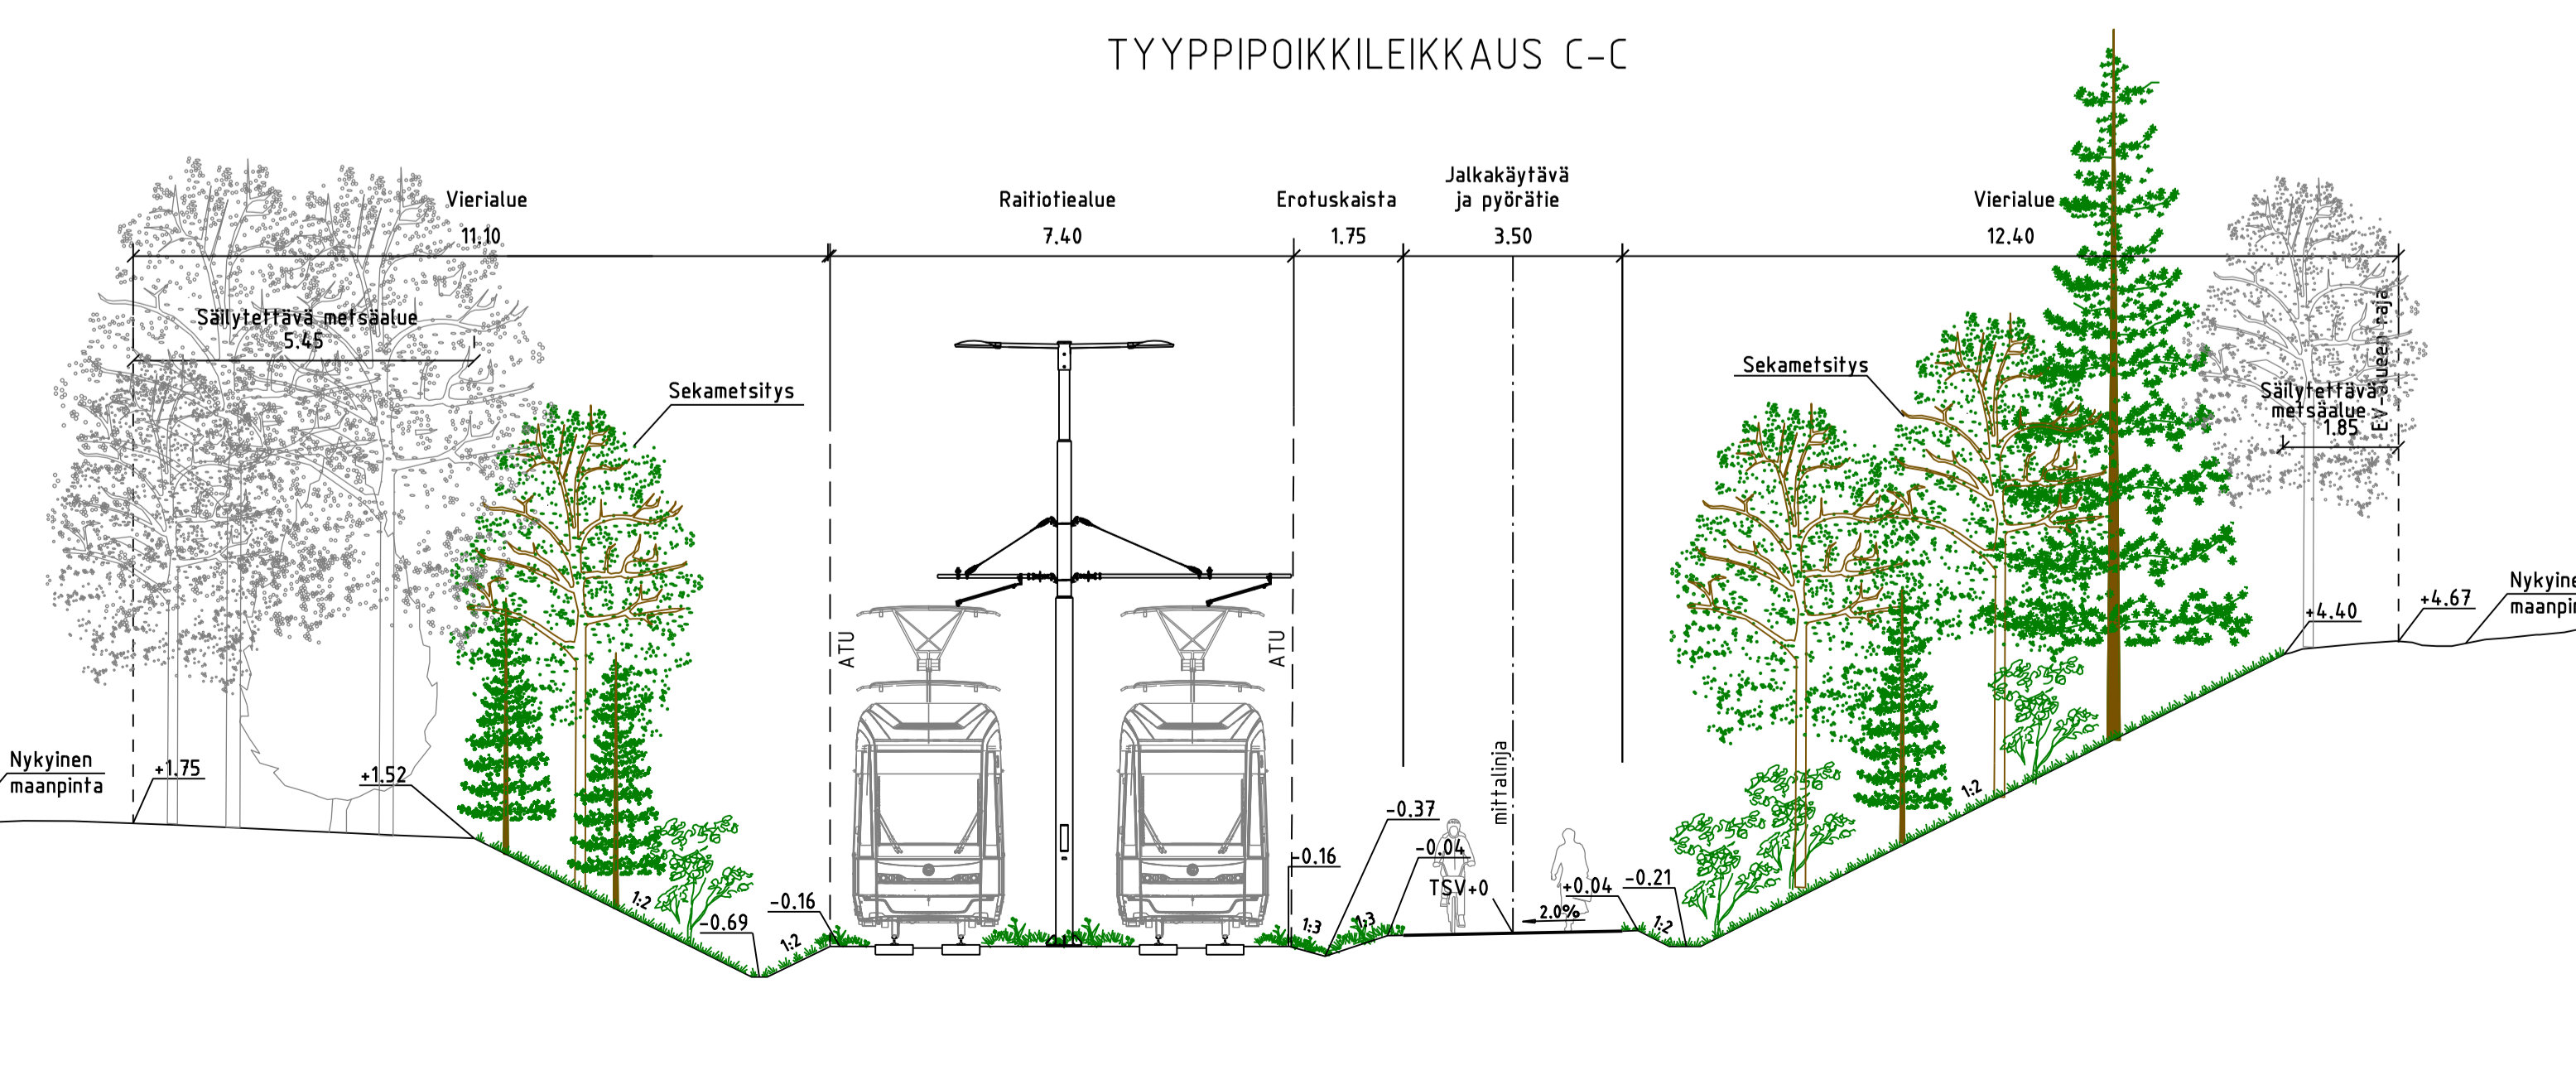 TYYPPIPOIKKILEIKKAUS C-C
Vierialue
11.10
Raitiotiealue
7.40
Erotuskaista
1.75
Jalkakäytävä
ja pyörätie
3.50
Vierialue
12.40
Säilytettävä metsäalue
5.45
Sekametsitys
Sekametsitys
EV-alueen raja
Säilytettävä
metsäalue
1.85
ATU
ATU
mittalinja
Nykyinen
maanpinta
+1.75
+1.52
1:2
-0.69
-0.16
1:2
-0.16
1:3
-0.37
1:3
-0.04
TSV+0
2.0%
+0.04
-0.21
1:2
1:2
+4.40
+4.67
Nykyine
maanpi